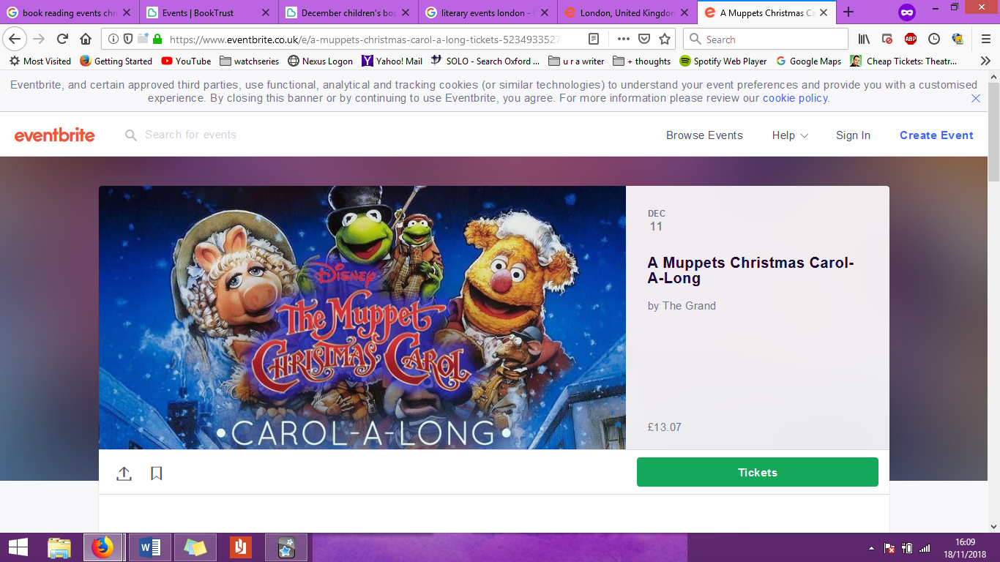 book reading events chri
Events | BookTrust
December children's boo
literary events london - G
London, United Kingdon
A Muppets Christmas Ca
https://www.eventbrite.co.uk/e/a-muppets-christmas-carol-a-long-tickets-5234933527
Search
ABP
Most Visited
Getting Started
YouTube
watchseries
Nexus Logon
Yahoo! Mail
SOLO - Search Oxford ...
u r a writer
+ thoughts
Spotify Web Player
Google Maps
Cheap Tickets: Theatr...
Eventbrite, and certain approved third parties, use functional, analytical and tracking cookies (or similar technologies) to understand your event preferences and provide you with a customised
experience. By closing this banner or by continuing to use Eventbrite, you agree. For more information please review our cookie policy.
eventbrite
Search for events
Browse Events
Help
Sign In
Create Event
DISNEY
THE MUPPET
CHRISTMAS CAROL
•CAROL-A-LONG•
DEC
11
A Muppets Christmas Carol-
A-Long
by The Grand
£13.07
Tickets
16:09
18/11/2018